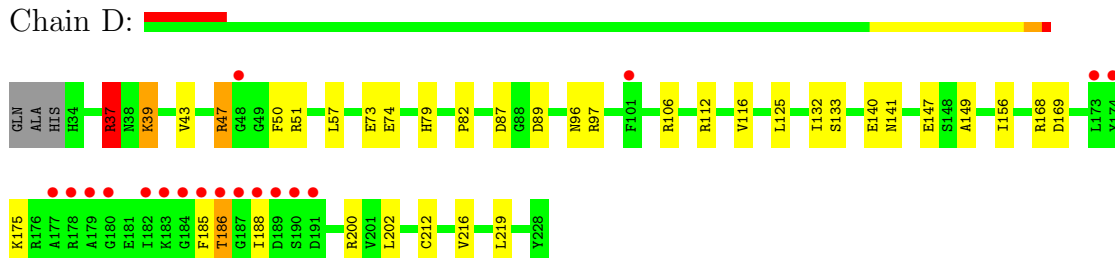 Chain D:
GLN ALA HIS H34 R37 N38 K39 V43 R47 G48 G49 F50 R51 L57 E73 E74 H79 P82 D87 G88 D89 N96 R97 F101 R106 R112 V116 L125 I132 S133 E140 N141 E147 S148 A149 I156 R168 D169 L173 Y174
K175 R176 A177 R178 A179 G180 E181 I182 K183 G184 F185 T186 G187 I188 D189 S190 D191 R200 V201 L202 C212 V216 L219 Y228